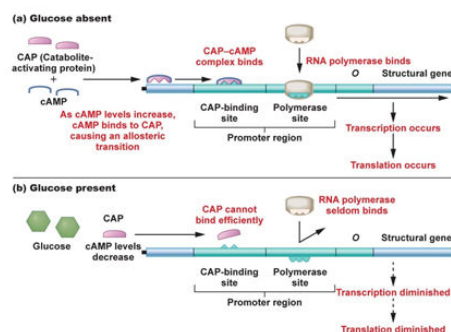 (a) Glucose absent
CAP (Catabolite-
activating protein)
+
cAMP
As cAMP levels increase,
cAMP binds to CAP,
causing an allosteric
transition
CAP–cAMP
complex binds
RNA polymerase binds
O
Structural gene
CAP-binding
site
Polymerase
site
Promoter region
Transcription occurs
Translation occurs
(b) Glucose present
Glucose
CAP
cAMP levels
decrease
CAP cannot
bind efficiently
RNA polymerase
seldom binds
O
Structural gene
CAP-binding
site
Polymerase
site
Promoter region
Transcription diminished
Translation diminished